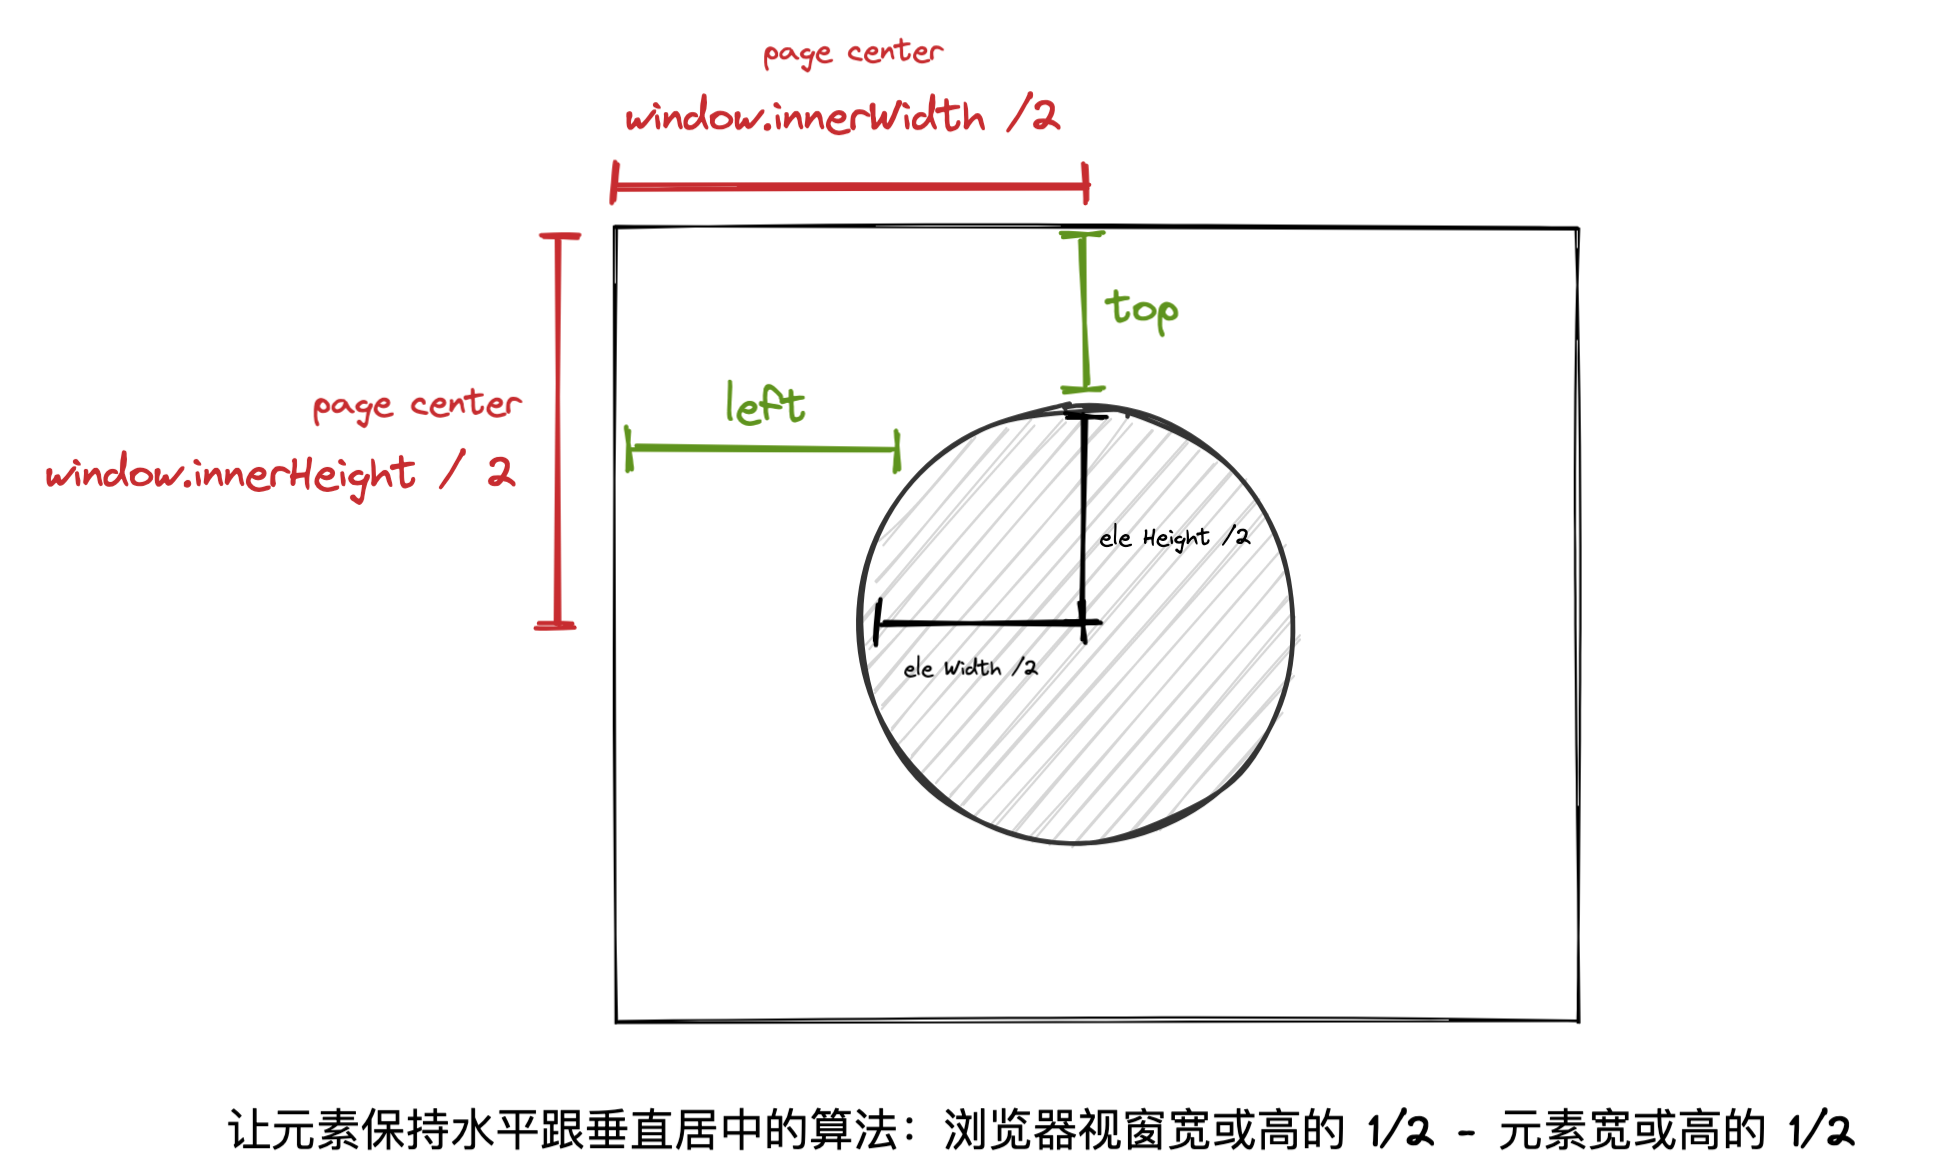 page center
window.innerWidth /2
top
left
page center
window.innerHeight / 2
ele Height /2
ele Width /2
让元素保持水平跟垂直居中的算法：浏览器视窗宽或高的 1/2 - 元素宽或高的 1/2